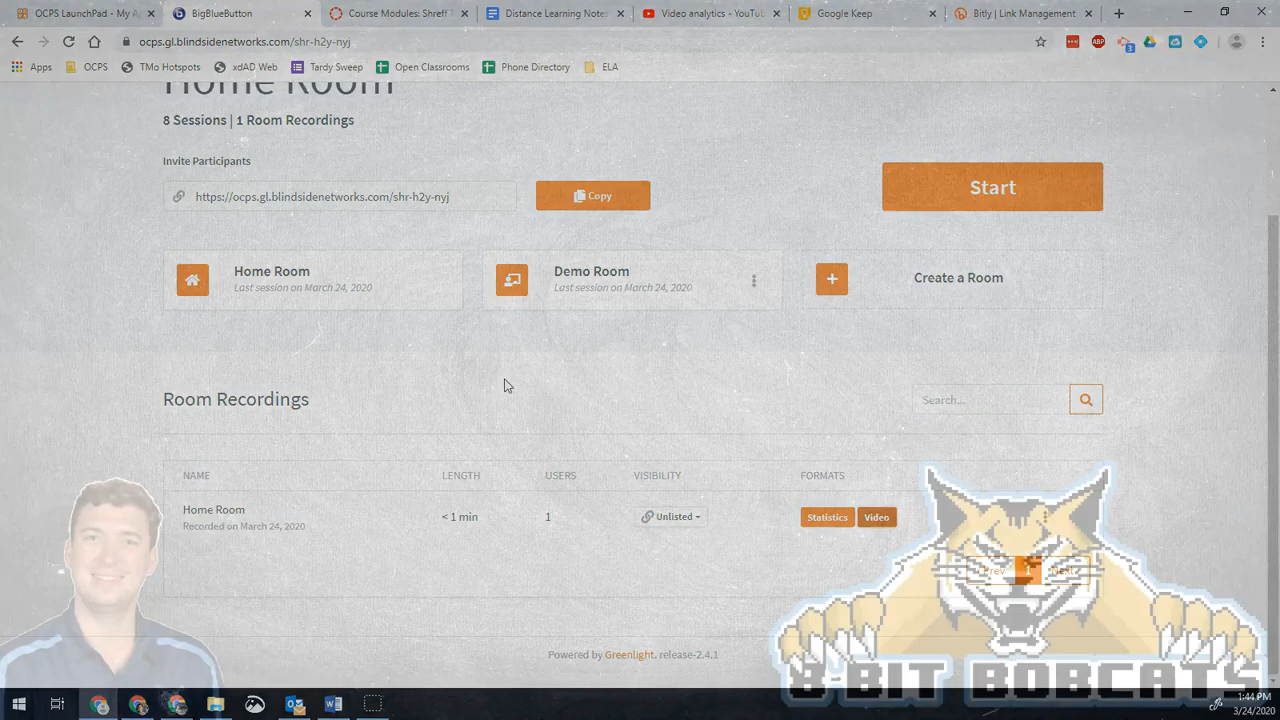 OCPS LaunchPad - My A
BigBlueButton
Course Modules: Shreff T
Distance Learning Notes
Video analytics - YouTu
Google Keep
Bitly | Link Management
ocps.gl.blindsidenetworks.com/shr-h2y-nyj
Apps
OCPS
TMo Hotspots
xdAD Web
Tardy Sweep
Open Classrooms
Phone Directory
ELA
Home Room
8 Sessions | 1 Room Recordings
Invite Participants
https://ocps.gl.blindsidenetworks.com/shr-h2y-nyj
Copy
Start
Home Room
Last session on March 24, 2020
Demo Room
Last session on March 24, 2020
Create a Room
Room Recordings
Search...
NAME LENGTH USERS VISIBILITY FORMATS
Home Room
Recorded on March 24, 2020
< 1 min
1
Unlisted
Statistics
Video
Prev 1 Next
Powered by Greenlight. release-2.4.1
8-BIT BOBCATS
1:44 PM
3/24/2020